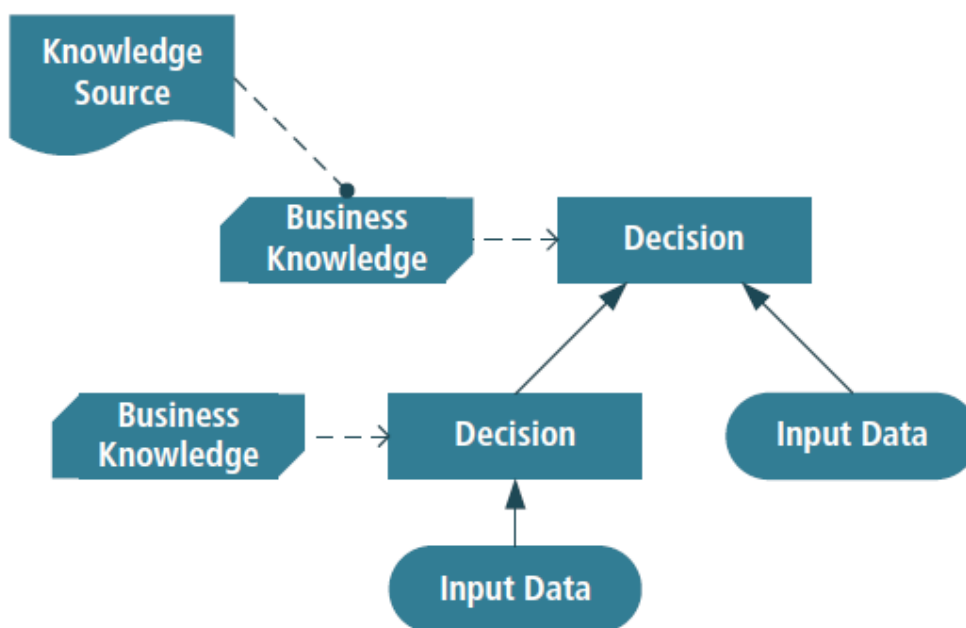 Knowledge
Source
Business
Knowledge
Decision
Business
Knowledge
Decision
Input Data
Input Data